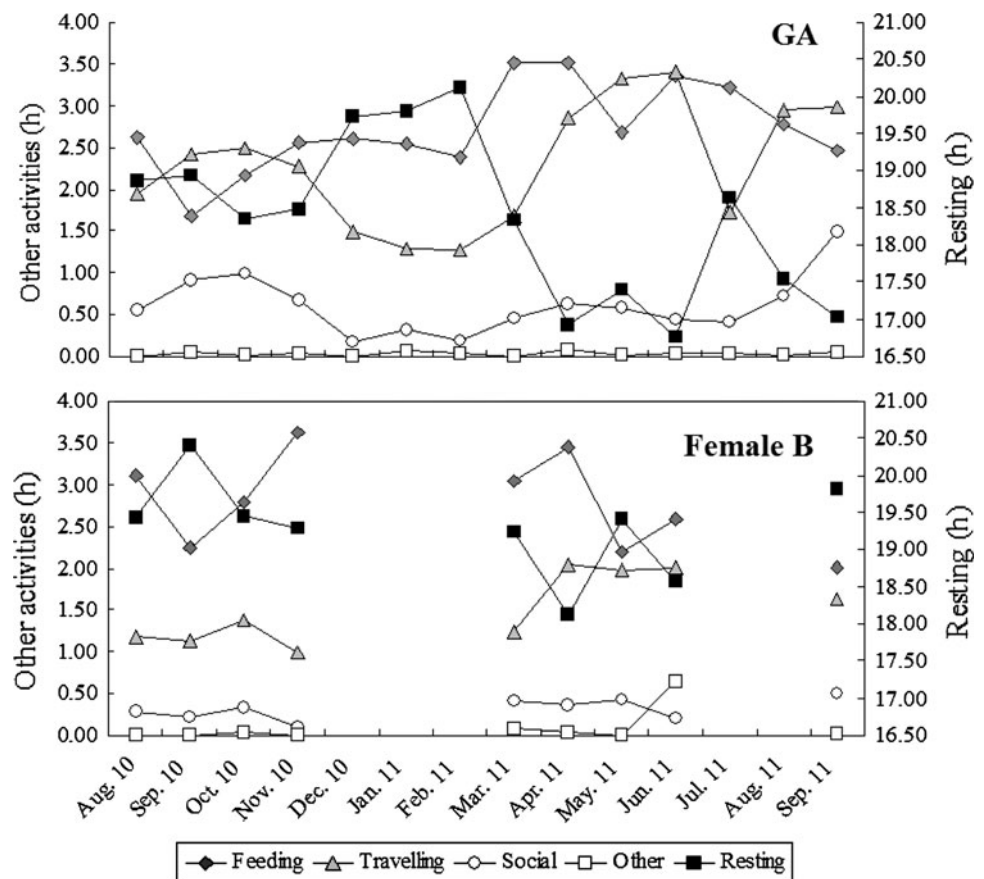 GA
Other activities (h)
4.00
3.50
3.00
2.50
2.00
1.50
1.00
0.50
0.00
21.00
20.50
20.00
19.50
19.00
18.50
18.00
17.50
17.00
16.50
Resting (h)
Female B
Other activities (h)
4.00
3.50
3.00
2.50
2.00
1.50
1.00
0.50
0.00
21.00
20.50
20.00
19.50
19.00
18.50
18.00
17.50
17.00
16.50
Resting (h)
Aug. 10
Sep. 10
Oct. 10
Nov. 10
Dec. 10
Jan. 11
Feb. 11
Mar. 11
Apr. 11
May. 11
Jun. 11
Jul. 11
Aug. 11
Sep. 11
Feeding Travelling Social Other Resting